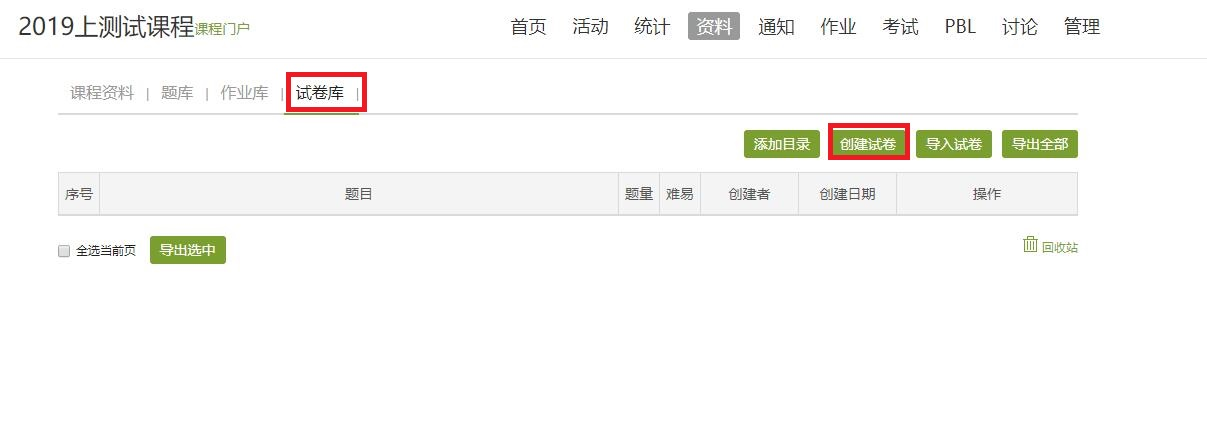 2019上测试课程课程门户 首页 活动 统计 资料 通知 作业 考试 PBL 讨论 管理
课程资料 | 题库 | 作业库 | 试卷库 |
添加目录 创建试卷 导入试卷 导出全部
序号 题目 题量 难易 创建者 创建日期 操作
全选当前页 导出选中 回收站